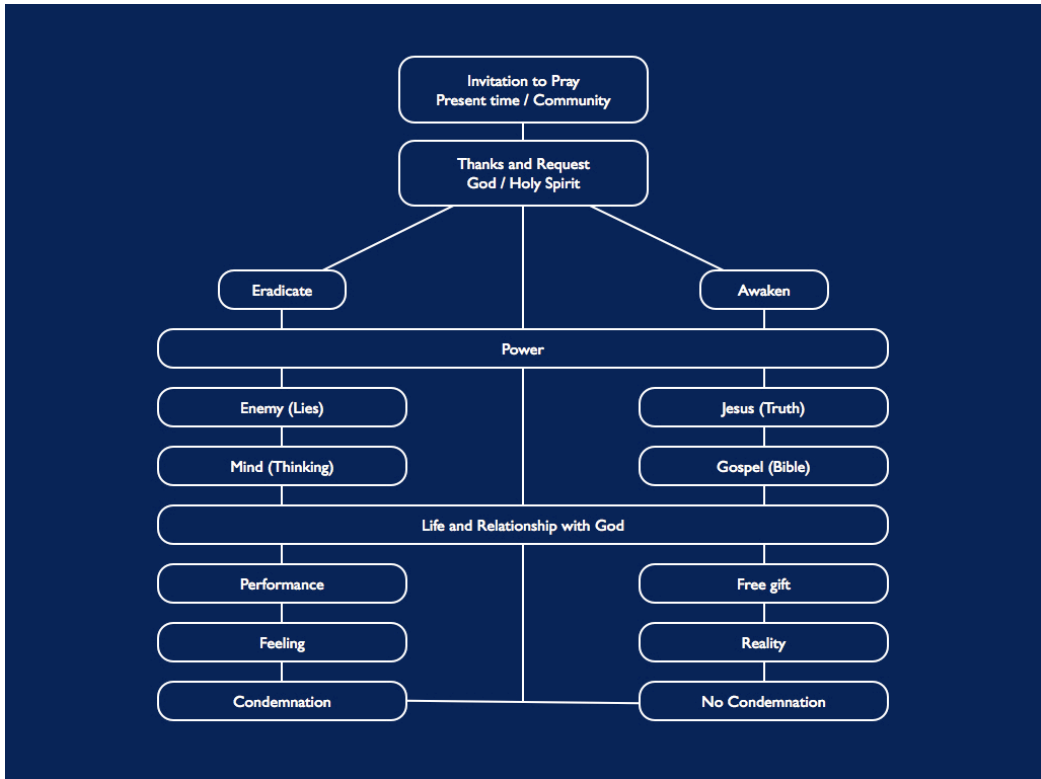 Invitation to Pray
Present time / Community
Thanks and Request
God / Holy Spirit
Eradicate
Awaken
Power
Enemy (Lies)
Jesus (Truth)
Mind (Thinking)
Gospel (Bible)
Life and Relationship with God
Performance
Free gift
Feeling
Reality
Condemnation
No Condemnation